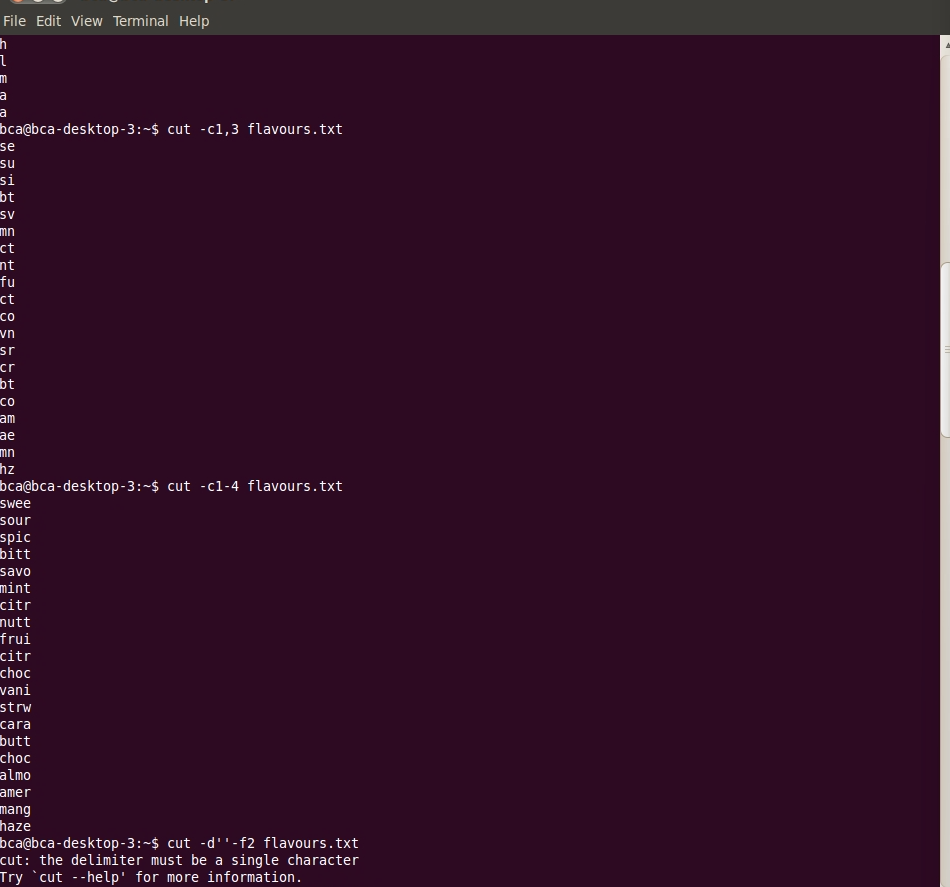 File Edit View Terminal Help
h
l
m
a
a
bca@bca-desktop-3:~$ cut -c1,3 flavours.txt
se
su
si
bt
sv
mn
ct
nt
fu
ct
co
vn
sr
cr
bt
co
am
ae
mn
hz
bca@bca-desktop-3:~$ cut -c1-4 flavours.txt
swee
sour
spic
bitt
savo
mint
citr
nutt
frui
citr
choc
vani
strw
cara
butt
choc
almo
amer
mang
haze
bca@bca-desktop-3:~$ cut -d''-f2 flavours.txt
cut: the delimiter must be a single character
Try `cut --help' for more information.